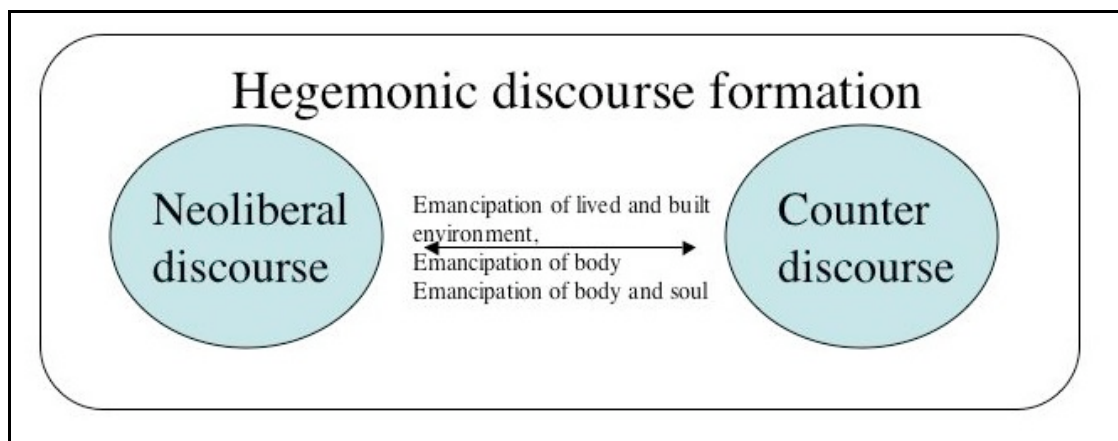 Hegemonic discourse formation
Neoliberal
discourse
Emancipation of lived and built
environment,
Emancipation of body
Emancipation of body and soul
Counter
discourse